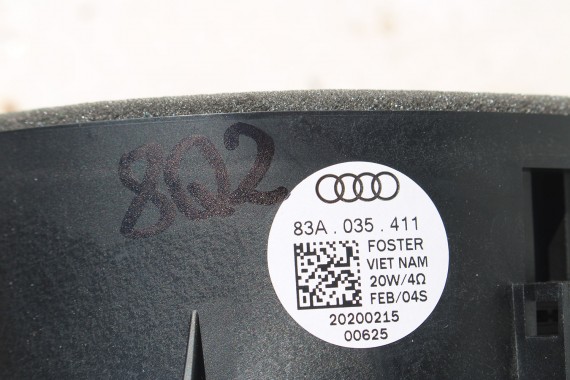 8Q2
83A.035.411
FOSTER
VIET NAM
20W/4Ω
FEB/04S
20200215
00625